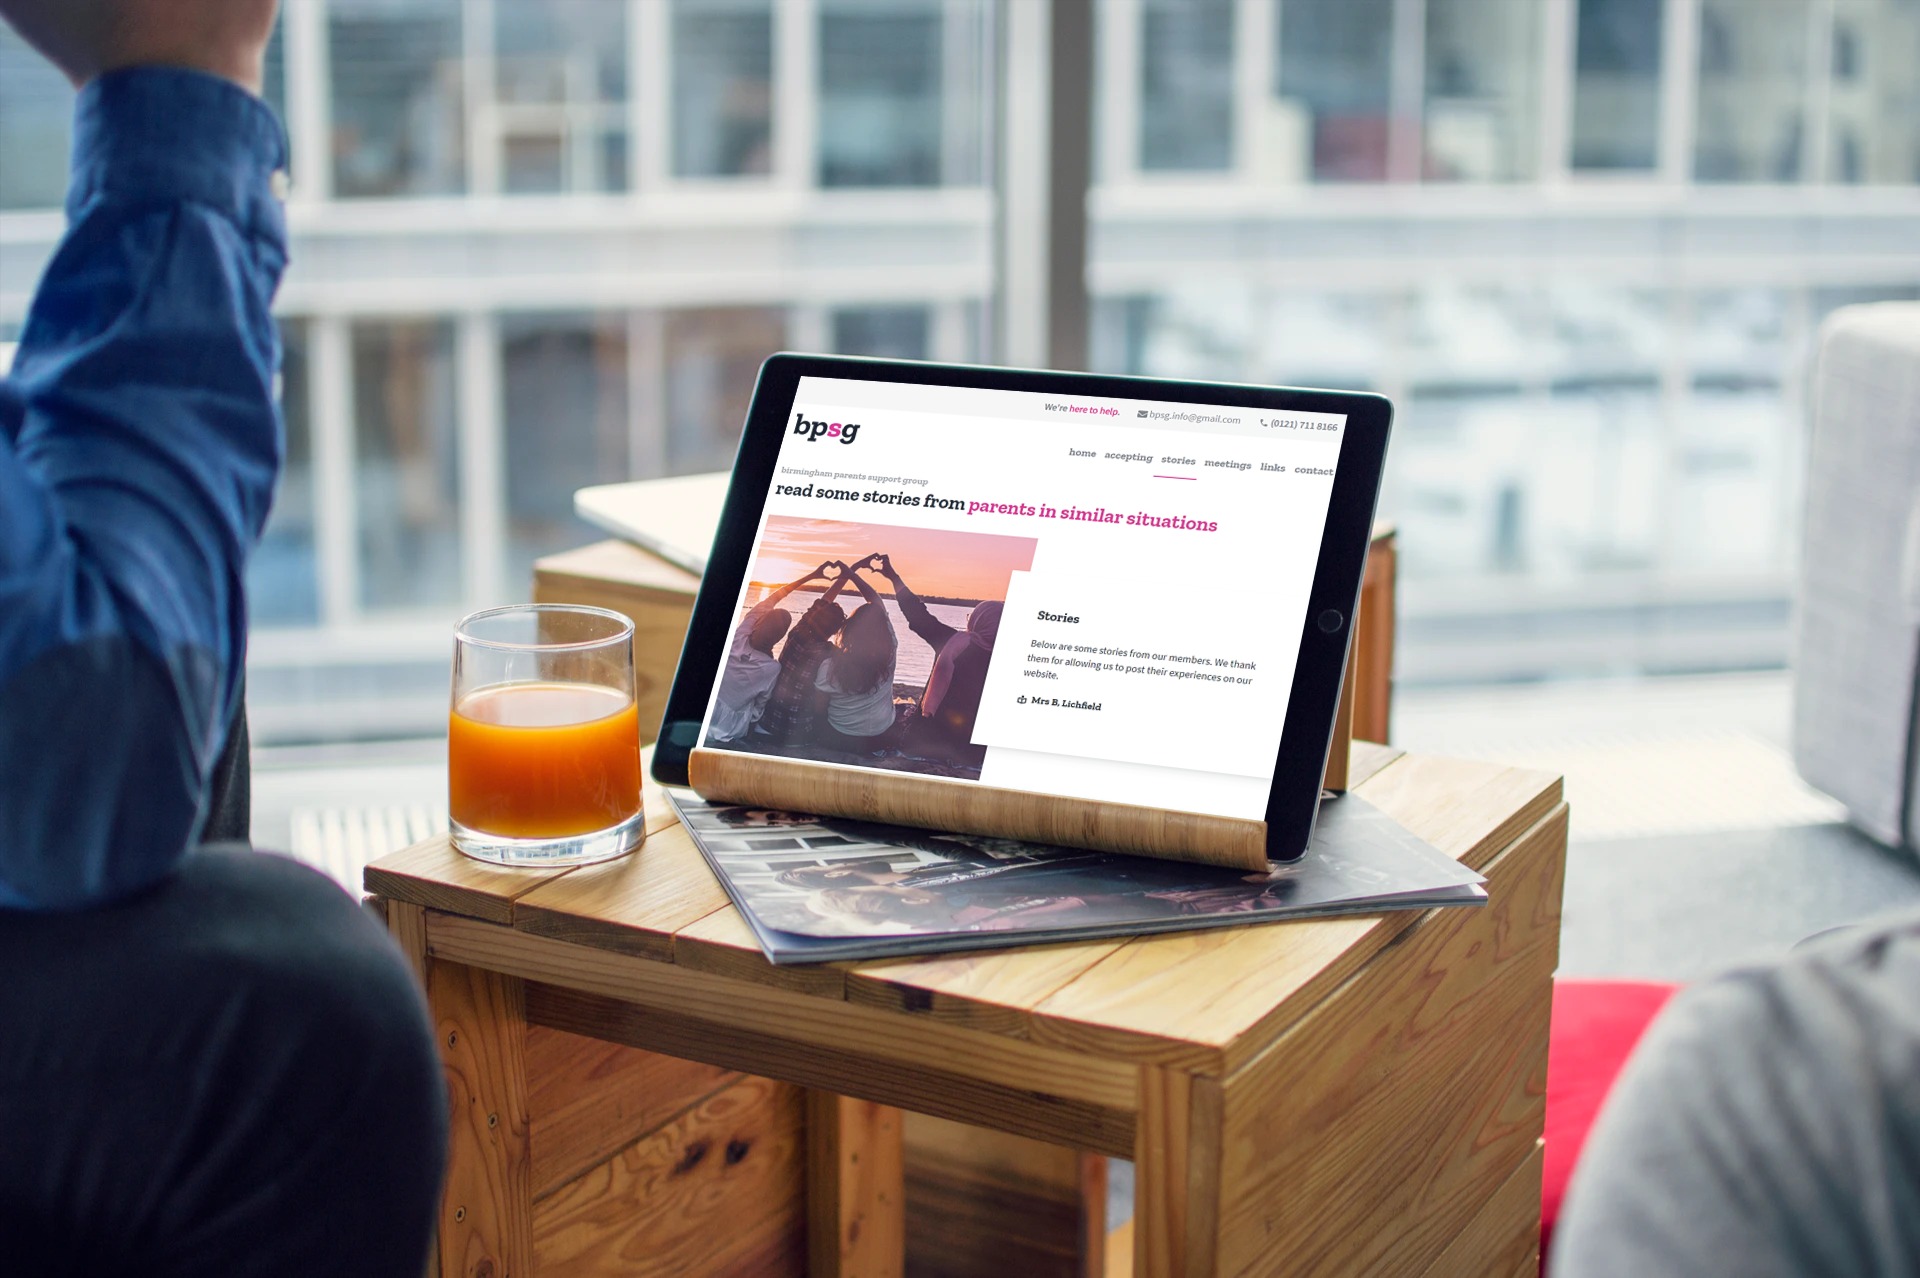 We're here to help. bpsg.info@gmail.com (0121) 711 8166
bpsg
home accepting stories meetings links contact
birmingham parents support group
read some stories from parents in similar situations
Stories
Below are some stories from our members. We thank
them for allowing us to post their experiences on our
website.
Mrs B, Lichfield